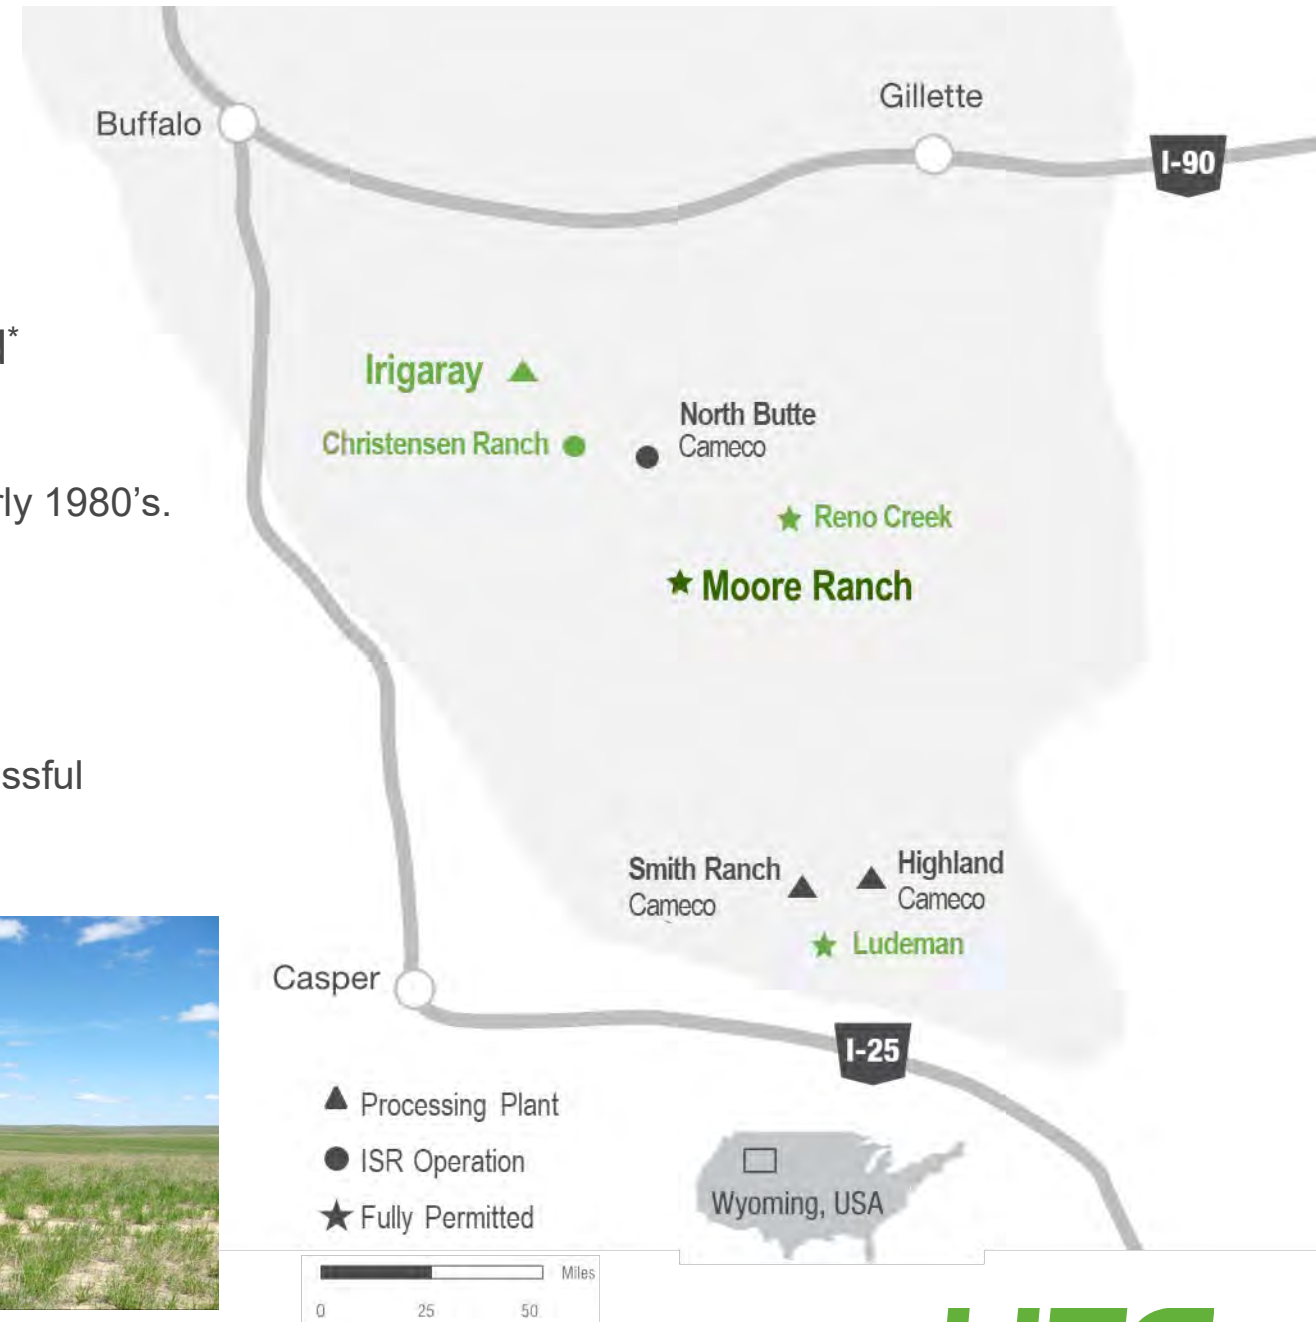 Gillette
Buffalo
I-90
Irigaray
North Butte
Cameco
Christensen Ranch
rly 1980’s.
Reno Creek
Moore Ranch
ssful
Smith Ranch
Cameco
Highland
Cameco
Ludeman
Casper
I-25
Processing Plant
ISR Operation
Fully Permitted
Wyoming, USA
Miles
0 25 50